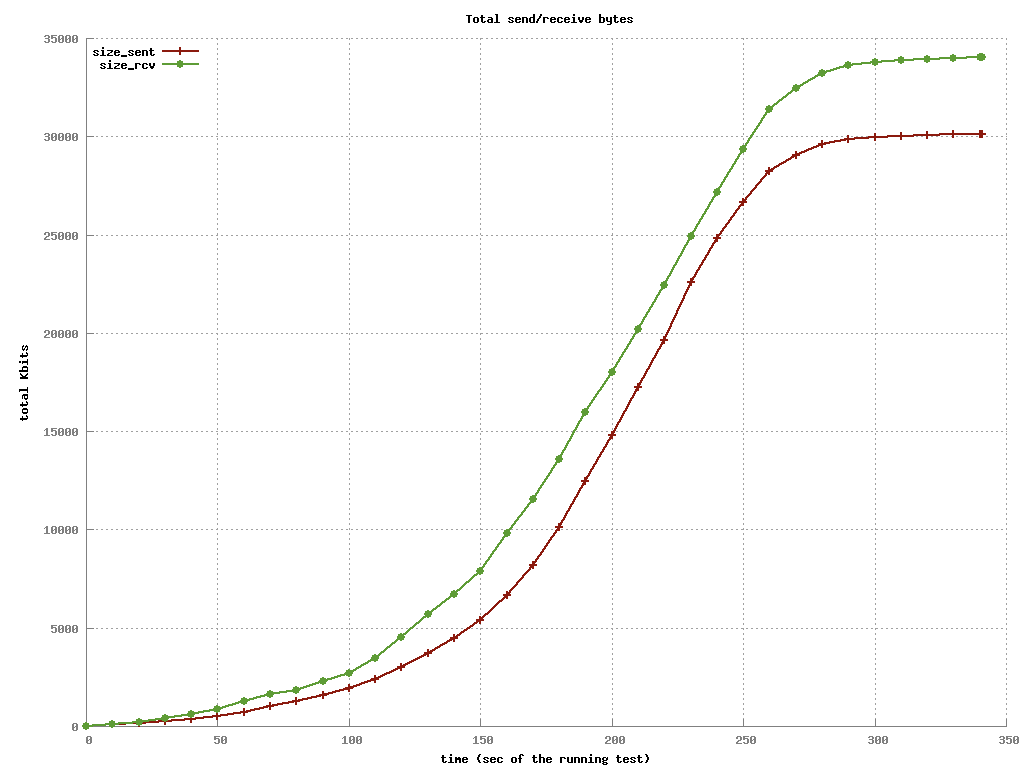 Total send/receive bytes
35000
size_sent
size_rcv
30000
25000
20000
total Kbits
15000
10000
5000
0
0 50 100 150 200 250 300 350
time (sec of the running test)